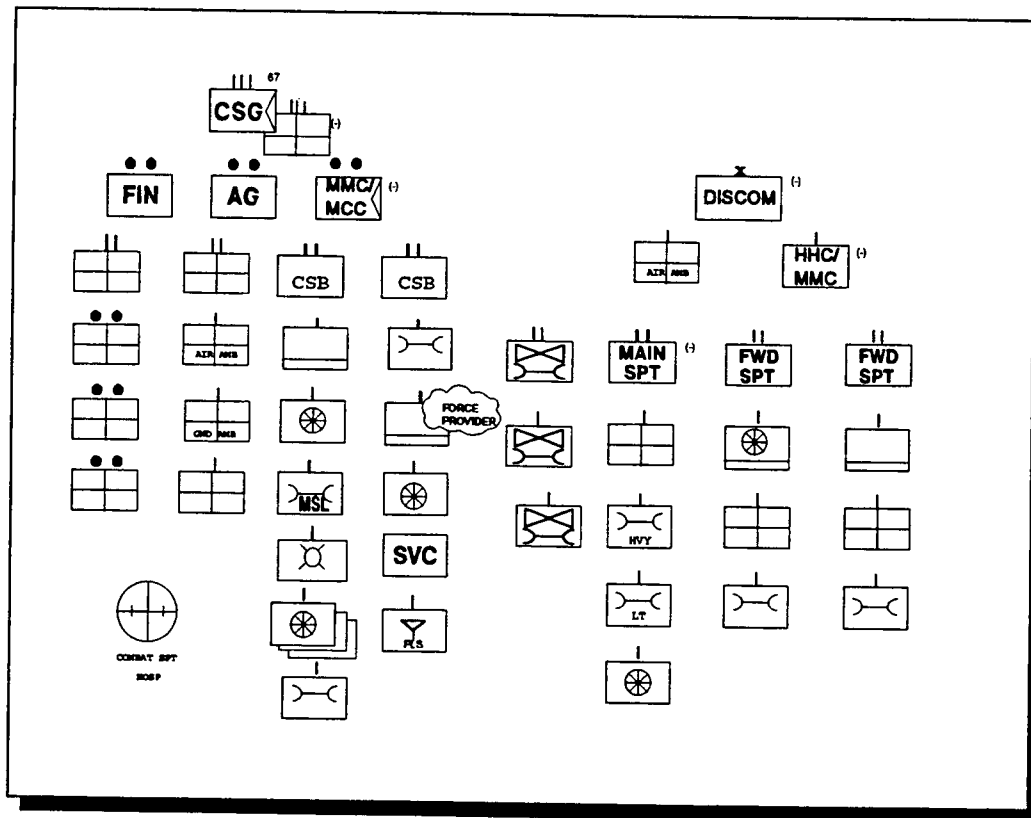 67
CSG
(-)
FIN
AG
MMC/
MCC
(-)
DISCOM
(-)
AIR AMB
HHC/
MMC
(-)
CSB
CSB
AIR AMB
MAIN
SPT
(-)
FWD
SPT
FWD
SPT
GND AMB
FORCE
PROVIDER
MSL
HVY
SVC
LT
PLS
COMBAT SPT
HOSP